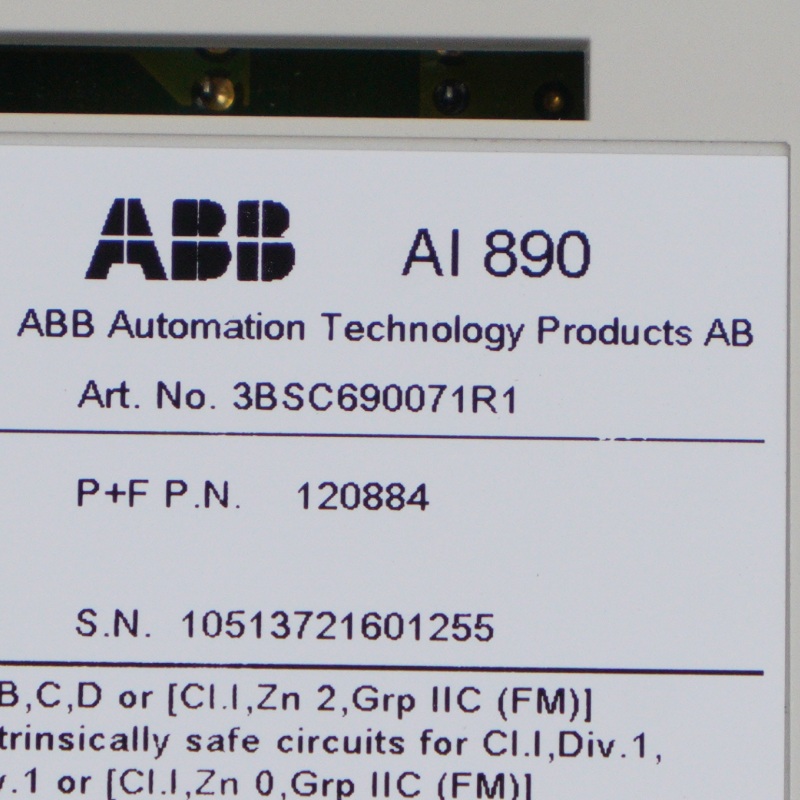 ABB AI 890
ABB Automation Technology Products AB
Art. No. 3BSC690071R1
P+F P.N. 120884
S.N. 10513721601255
B,C,D or [Cl.I,Zn 2,Grp IIC (FM)]
trinsically safe circuits for Cl.I,Div.1,
v.1 or [Cl.I,Zn 0,Grp IIC (FM)]